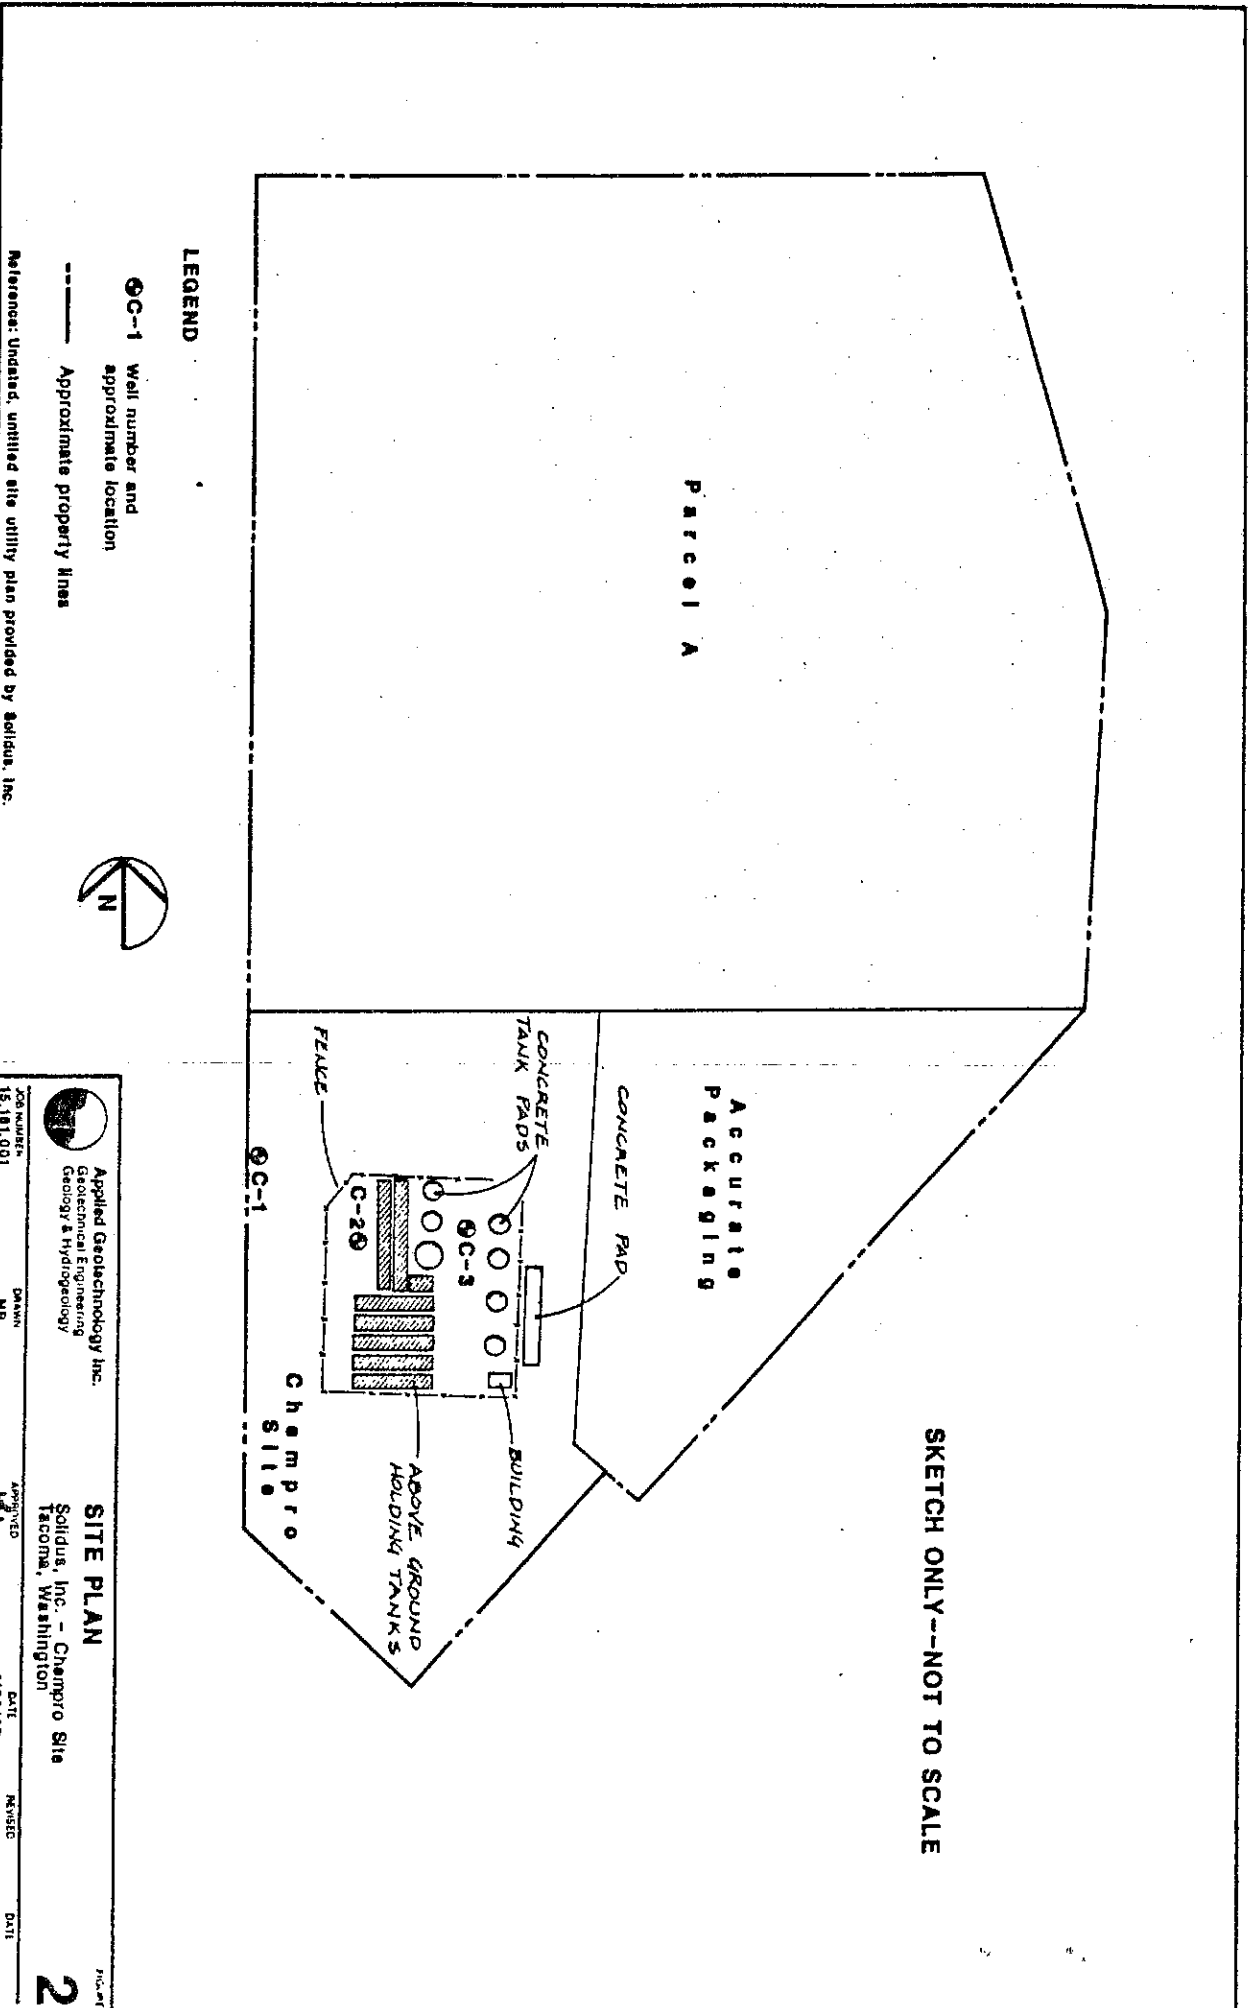 SKETCH ONLY--NOT TO SCALE
Accurate
Packaging
Parcel A
CONCRETE PAD
CONCRETE
TANK PADS
BUILDING
C-3
C-2
FENCE
ABOVE GROUND
HOLDING TANKS
C-1
Chempro
Site
LEGEND
C-1 Well number and
approximate location
Approximate property lines
N
Reference: Undated, untitled site utility plan provided by Solidus, Inc.
Applied Geotechnology Inc.
Geotechnical Engineering
Geology & Hydrogeology
SITE PLAN
Solidus, Inc. - Chempro Site
Tacoma, Washington
FIGURE
2
JOB NUMBER
15,181.001
DRAWN
APPROVED
DATE
REVISED
DATE